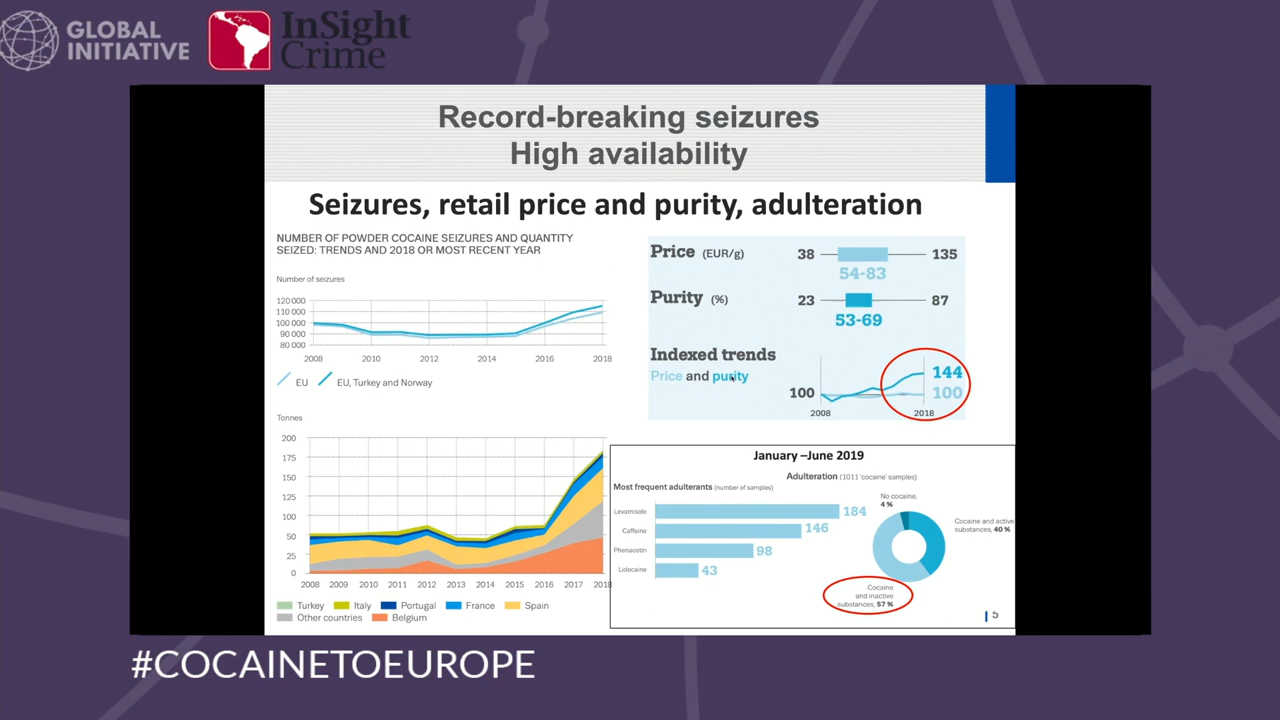 GLOBAL
INITIATIVE
InSight
Crime
Record-breaking seizures
High availability
Seizures, retail price and purity, adulteration
NUMBER OF POWDER COCAINE SEIZURES AND QUANTITY
SEIZED: TRENDS AND 2018 OR MOST RECENT YEAR
Number of seizures
120 000
110 000
100 000
90 000
80 000
2008 2010 2012 2014 2016 2018
EU EU, Turkey and Norway
Tonnes
200
175
150
125
100
50
25
0
2008 2009 2010 2011 2012 2013 2014 2015 2016 2017 2018
Turkey Italy Portugal France Spain
Other countries Belgium
Price (EUR/g) 38 135
54-83
Purity (%) 23 87
53-69
Indexed trends
Price and purity
144
100 100
2008 2018
January –June 2019
Adulteration (1011 'cocaine' samples)
Most frequent adulterants (number of samples)
Levamisole 184
Caffeine 146
Phenacetin 98
Lidocaine 43
No cocaine,
4 %
Cocaine and active
substances, 40 %
Cocaine
and inactive
substances, 57 %
5
#COCAINETOEUROPE